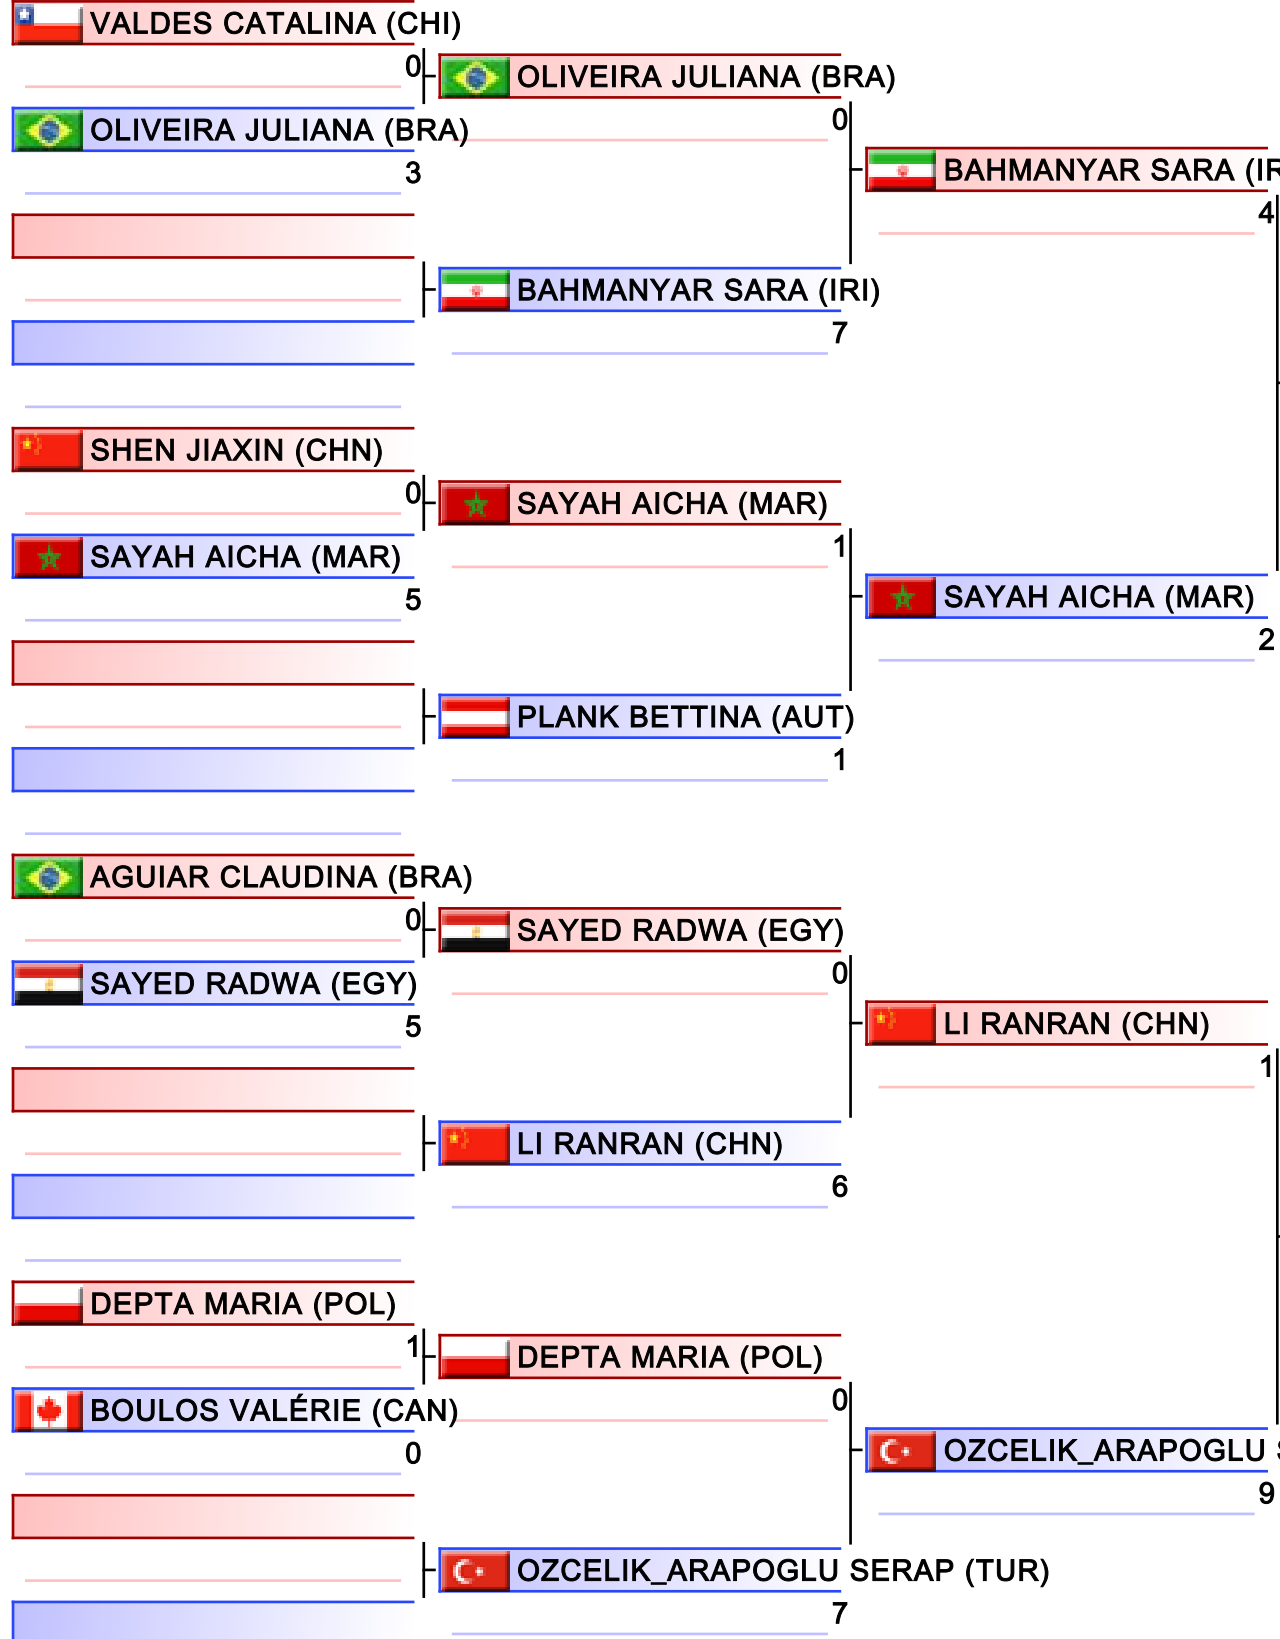 VALDES CATALINA (CHI)
0
OLIVEIRA JULIANA (BRA)
3
SHEN JIAXIN (CHN)
0
SAYAH AICHA (MAR)
5
AGUIAR CLAUDINA (BRA)
0
SAYED RADWA (EGY)
5
DEPTA MARIA (POL)
1
BOULOS VALÉRIE (CAN)
0
OLIVEIRA JULIANA (BRA)
0
BAHMANYAR SARA (IRI)
7
SAYAH AICHA (MAR)
1
PLANK BETTINA (AUT)
1
SAYED RADWA (EGY)
0
LI RANRAN (CHN)
6
DEPTA MARIA (POL)
0
OZCELIK_ARAPOGLU SERAP (TUR)
7
BAHMANYAR SARA (IR
4
SAYAH AICHA (MAR)
2
LI RANRAN (CHN)
1
OZCELIK_ARAPOGLU
9